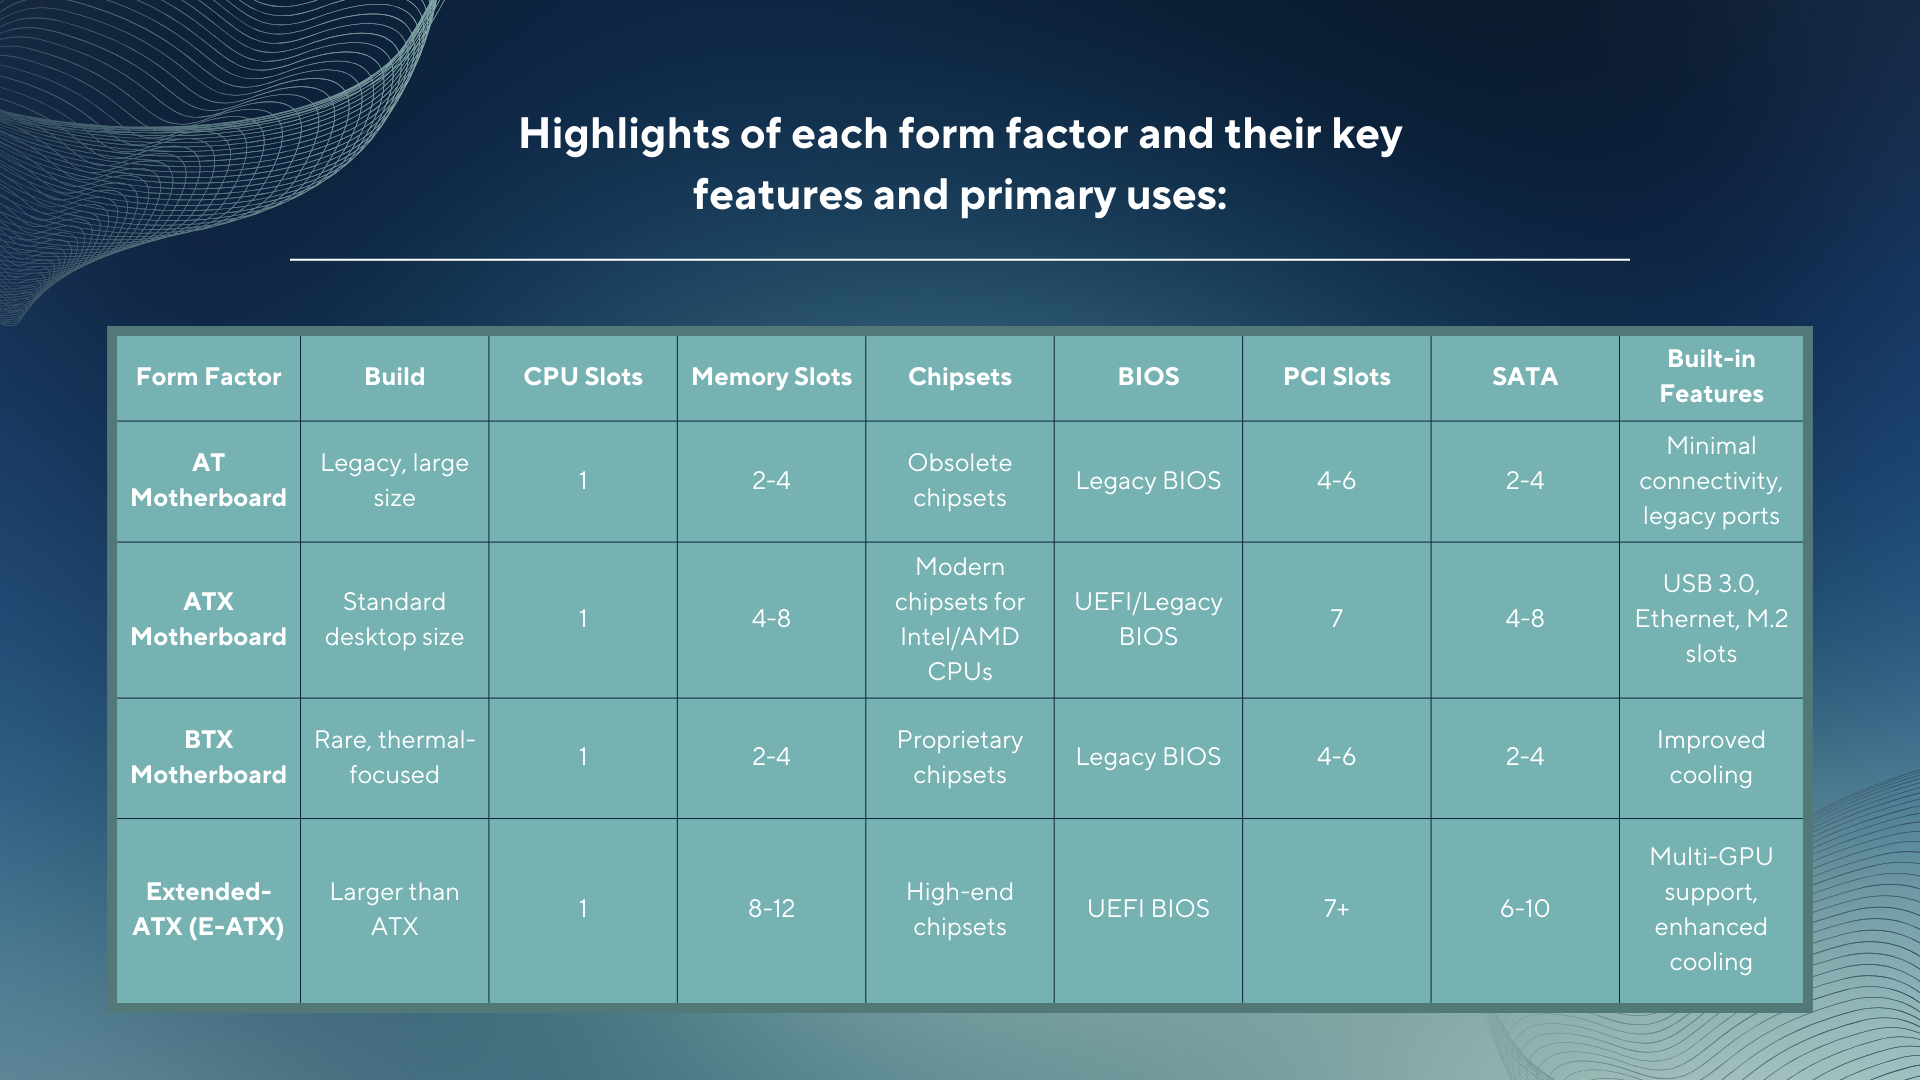 Highlights of each form factor and their key
features and primary uses:
Form Factor
Build
CPU Slots
Memory Slots
Chipsets
BIOS
PCI Slots
SATA
Built-in
Features
AT
Motherboard
Legacy, large
size
1
2-4
Obsolete
chipsets
Legacy BIOS
4-6
2-4
Minimal
connectivity,
legacy ports
ATX
Motherboard
Standard
desktop size
1
4-8
Modern
chipsets for
Intel/AMD
CPUs
UEFI/Legacy
BIOS
7
4-8
USB 3.0,
Ethernet, M.2
slots
BTX
Motherboard
Rare, thermal-
focused
1
2-4
Proprietary
chipsets
Legacy BIOS
4-6
2-4
Improved
cooling
Extended-
ATX (E-ATX)
Larger than
ATX
1
8-12
High-end
chipsets
UEFI BIOS
7+
6-10
Multi-GPU
support,
enhanced
cooling